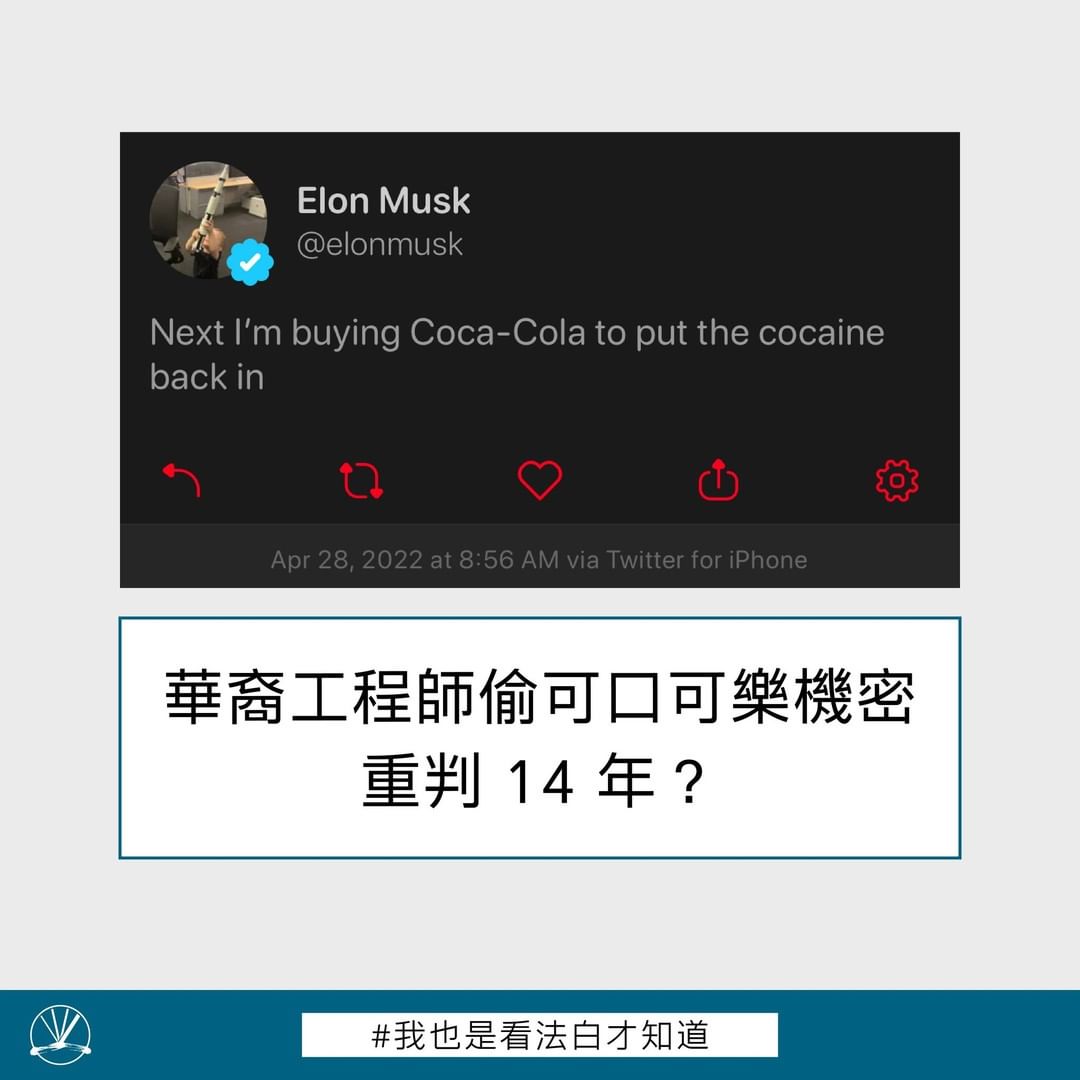 Elon Musk
@elonmusk
Next I’m buying Coca-Cola to put the cocaine
back in
Apr 28, 2022 at 8:56 AM via Twitter for iPhone
華裔工程師偷可口可樂機密
重判 14 年？
#我也是看法白才知道